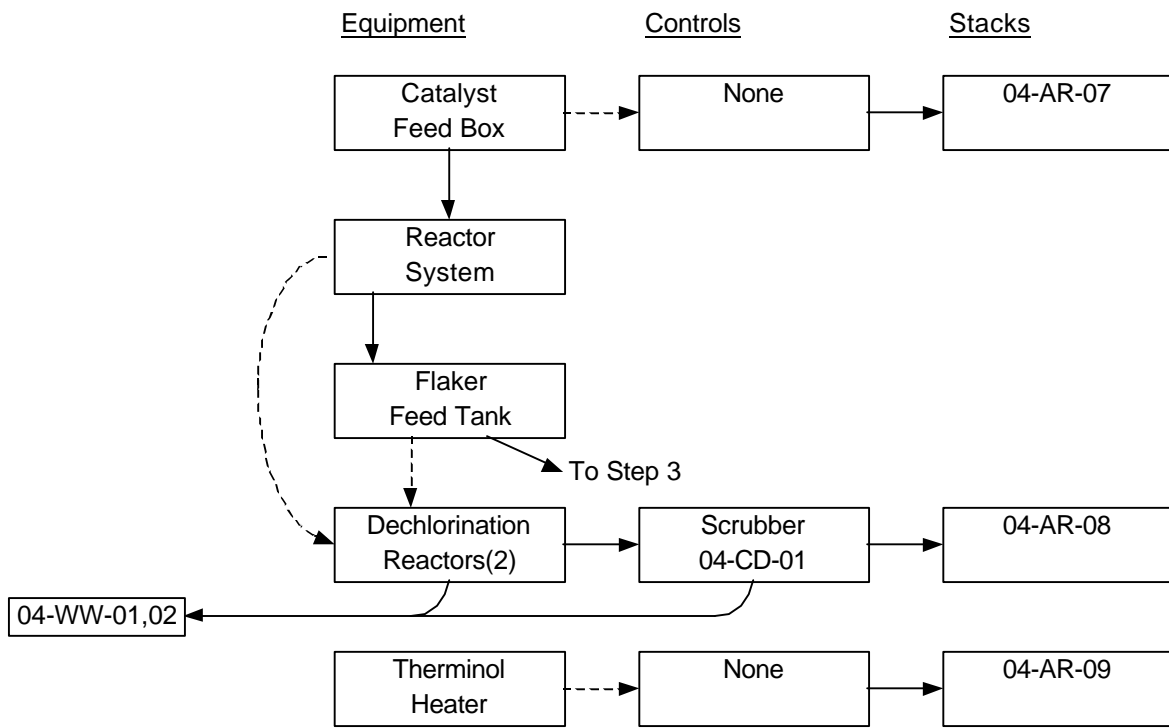 Equipment Controls Stacks
Catalyst None 04-AR-07
Feed Box
Reactor
System
Flaker
Feed Tank
To Step 3
Dechlorination Scrubber 04-AR-08
Reactors(2) 04-CD-01
04-WW-01,02
Therminol None 04-AR-09
Heater